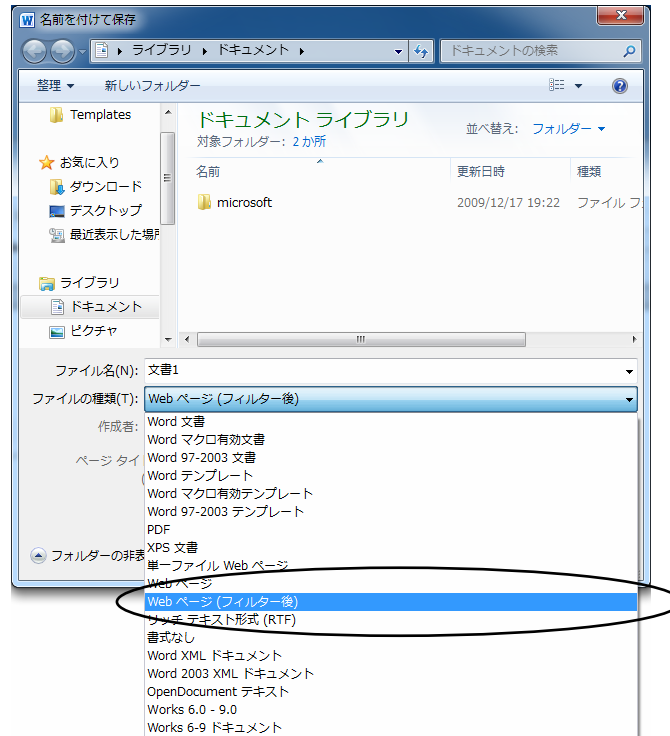 名前を付けて保存
ライブラリ ドキュメント ドキュメントの検索
整理 新しいフォルダー
Templates
お気に入り
ダウンロード
デスクトップ
最近表示した場所
ライブラリ
ドキュメント
ピクチャ
ドキュメント ライブラリ
対象フォルダー: 2 か所
並べ替え: フォルダー
名前 更新日時 種類
microsoft 2009/12/17 19:22 ファイル フ
ファイル名(N): 文書1
ファイルの種類(T): Web ページ (フィルター後)
作成者:
ページ タイ
フォルダーの非表
Word 文書
Word マクロ有効文書
Word 97-2003 文書
Word テンプレート
Word マクロ有効テンプレート
Word 97-2003 テンプレート
PDF
XPS 文書
単一ファイル Web ページ
Web ページ
Web ページ (フィルター後)
リッチ テキスト形式 (RTF)
書式なし
Word XML ドキュメント
Word 2003 XML ドキュメント
OpenDocument テキスト
Works 6.0 - 9.0
Works 6-9 ドキュメント